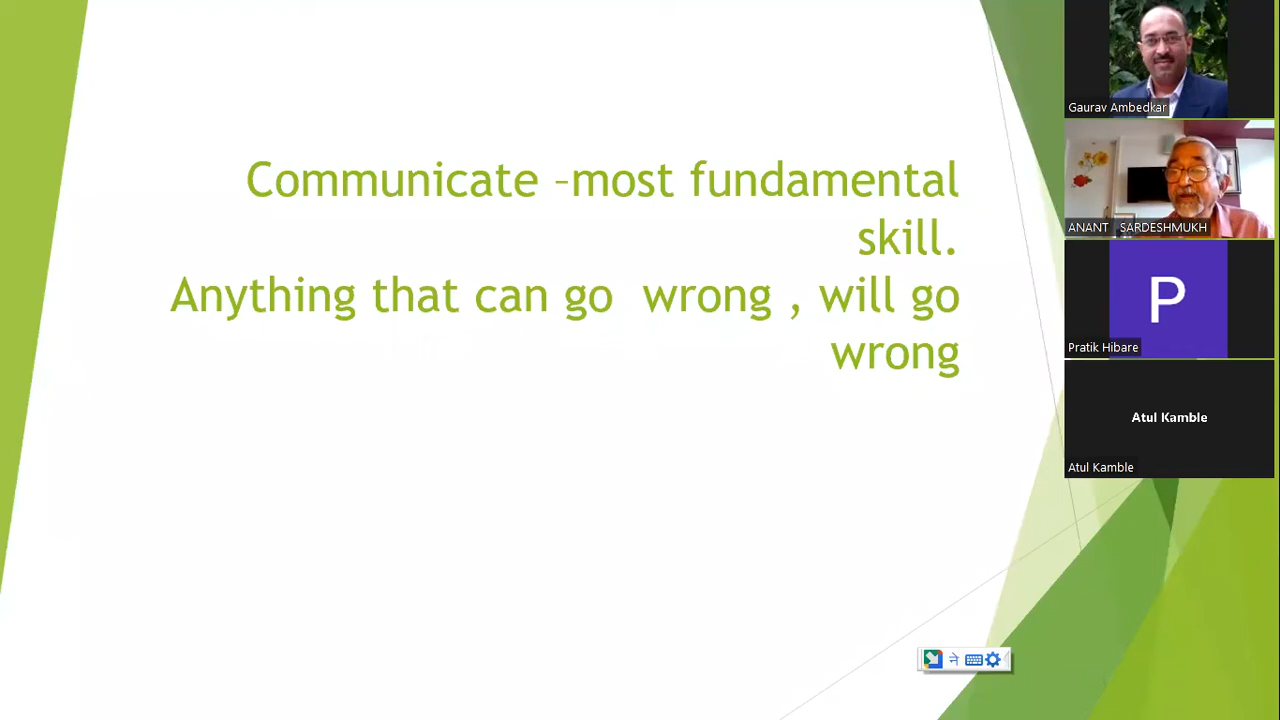 Communicate –most fundamental
skill.
Anything that can go  wrong , will go
wrong
Gaurav Ambedkar
ANANT   SARDESHMUKH
P
Pratik Hibare
Atul Kamble
Atul Kamble
ने